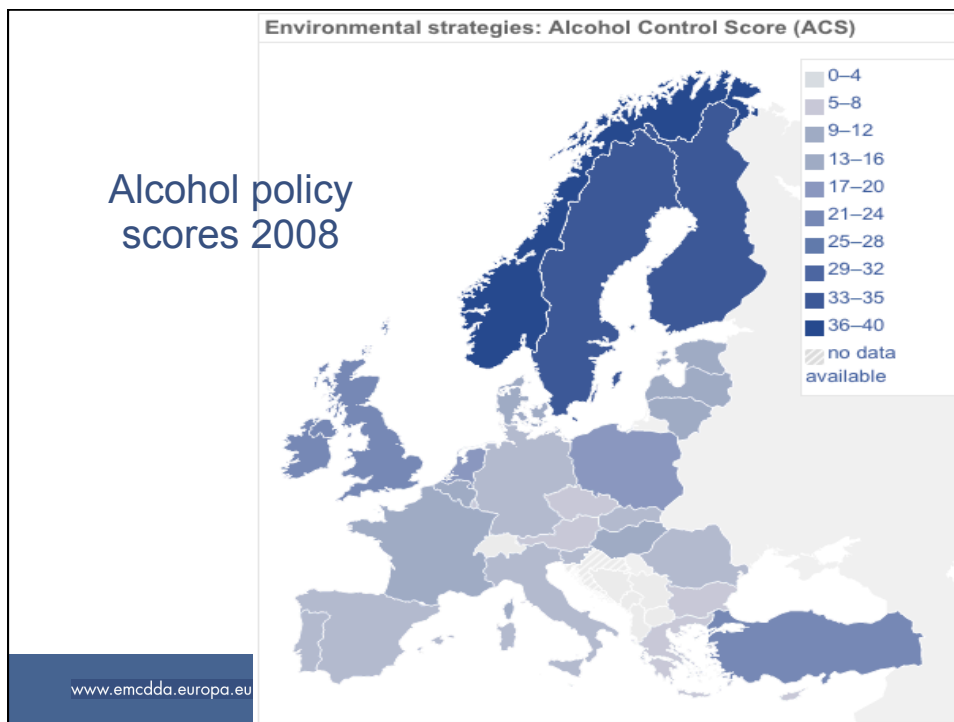 Environmental strategies: Alcohol Control Score (ACS)
Alcohol policy
scores 2008
0–4
5–8
9–12
13–16
17–20
21–24
25–28
29–32
33–35
36–40
no data
available
www.emcdda.europa.eu